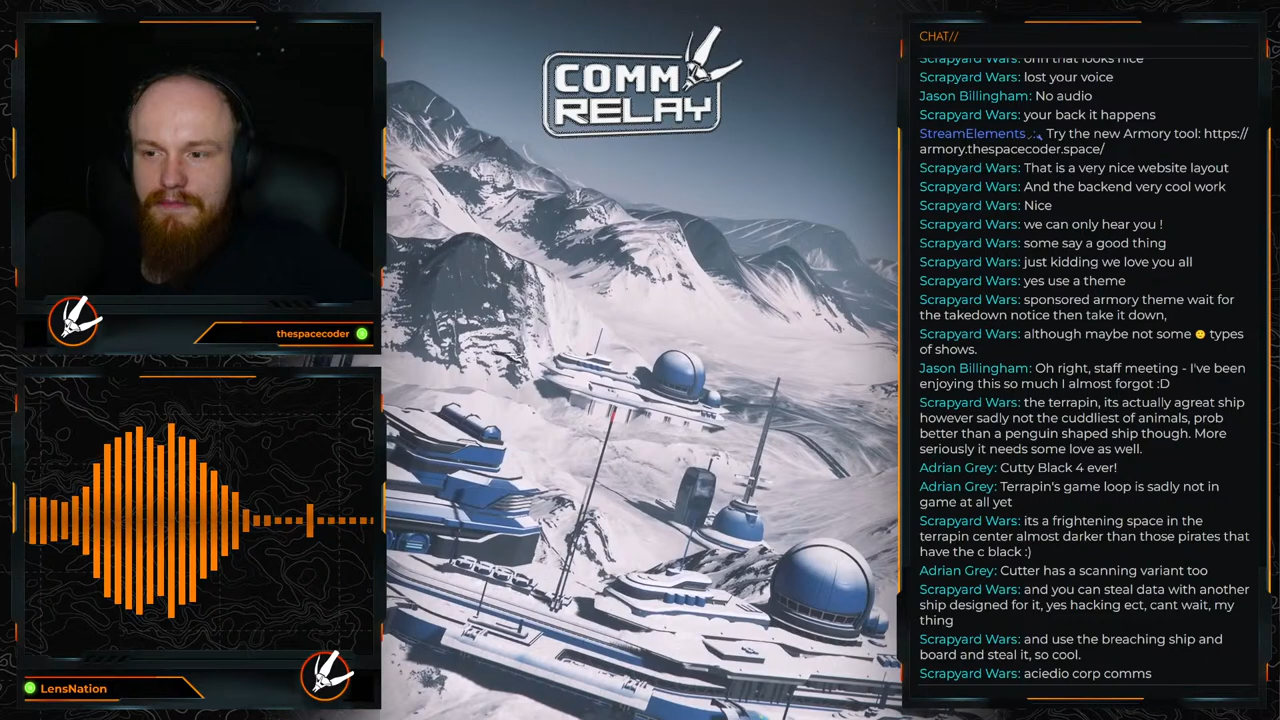 COMM
RELAY
thespacecoder
LensNation
CHAT//
Scrapyard Wars: ohh that looks nice
Scrapyard Wars: lost your voice
Jason Billingham: No audio
Scrapyard Wars: your back it happens
StreamElements Try the new Armory tool: https://
armory.thespacecoder.space/
Scrapyard Wars: That is a very nice website layout
Scrapyard Wars: And the backend very cool work
Scrapyard Wars: Nice
Scrapyard Wars: we can only hear you !
Scrapyard Wars: some say a good thing
Scrapyard Wars: just kidding we love you all
Scrapyard Wars: yes use a theme
Scrapyard Wars: sponsored armory theme wait for
the takedown notice then take it down,
Scrapyard Wars: although maybe not some 🙂 types
of shows.
Jason Billingham: Oh right, staff meeting - I've been
enjoying this so much I almost forgot :D
Scrapyard Wars: the terrapin, its actually agreat ship
however sadly not the cuddliest of animals, prob
better than a penguin shaped ship though. More
seriously it needs some love as well.
Adrian Grey: Cutty Black 4 ever!
Adrian Grey: Terrapin's game loop is sadly not in
game at all yet
Scrapyard Wars: its a frightening space in the
terrapin center almost darker than those pirates that
have the c black :)
Adrian Grey: Cutter has a scanning variant too
Scrapyard Wars: and you can steal data with another
ship designed for it, yes hacking ect, cant wait, my
thing
Scrapyard Wars: and use the breaching ship and
board and steal it, so cool.
Scrapyard Wars: aciedio corp comms